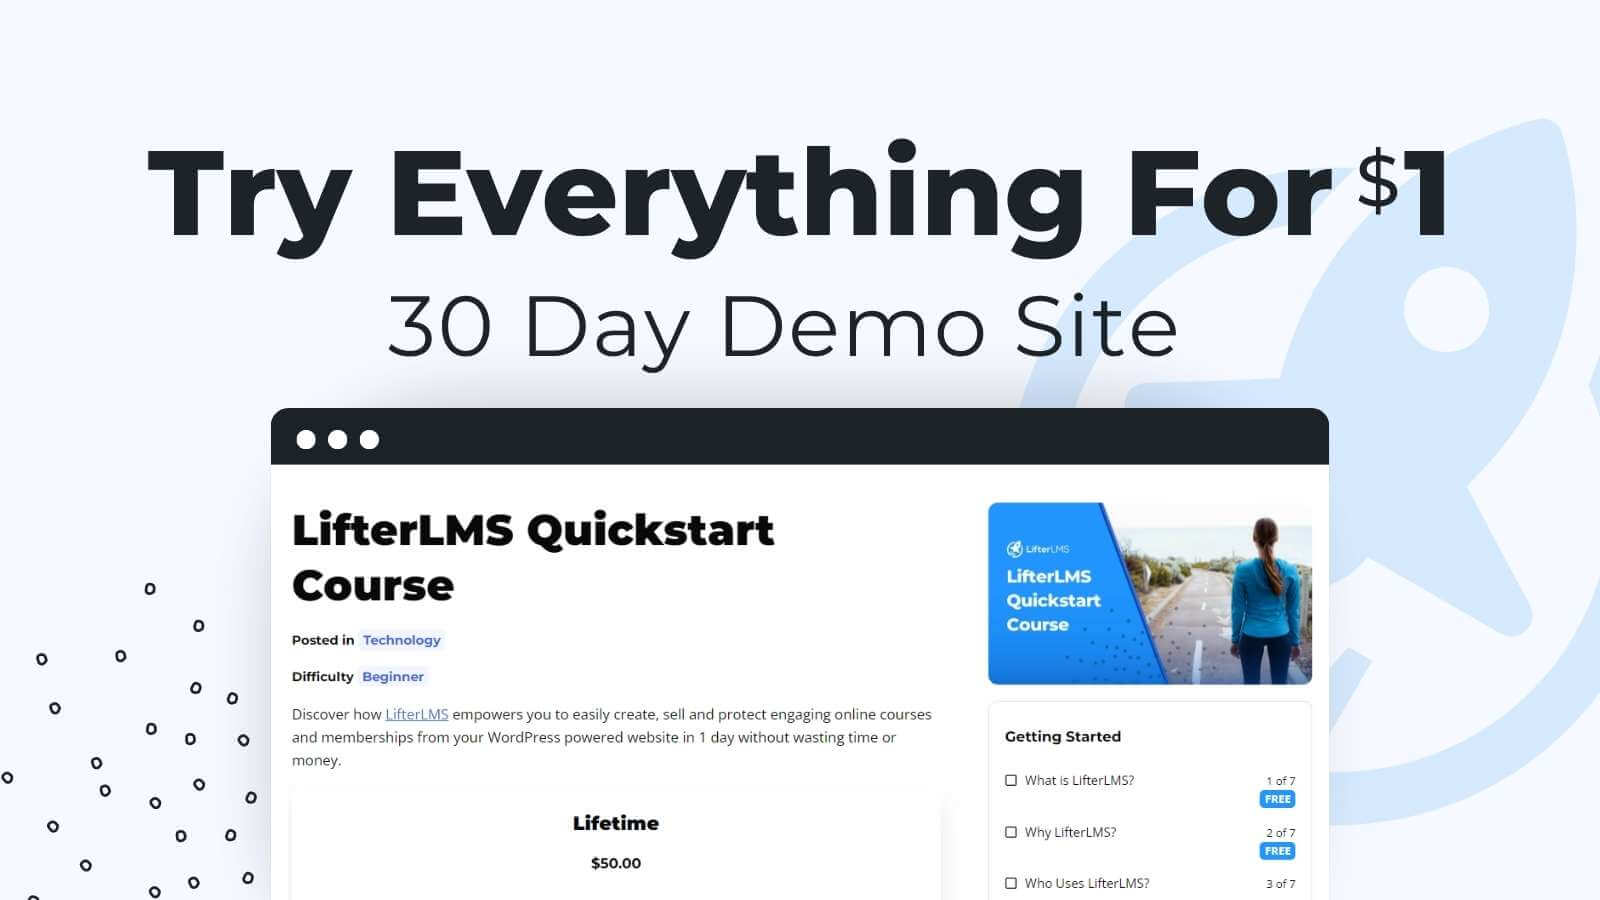 Try Everything For $1
30 Day Demo Site
LifterLMS Quickstart
Course
Posted in Technology
Difficulty Beginner
Discover how LifterLMS empowers you to easily create, sell and protect engaging online courses
and memberships from your WordPress powered website in 1 day without wasting time or
money.
Lifetime
$50.00
LifterLMS
LifterLMS
Quickstart
Course
Getting Started
What is LifterLMS? 1 of 7
FREE
Why LifterLMS? 2 of 7
FREE
Who Uses LifterLMS? 3 of 7